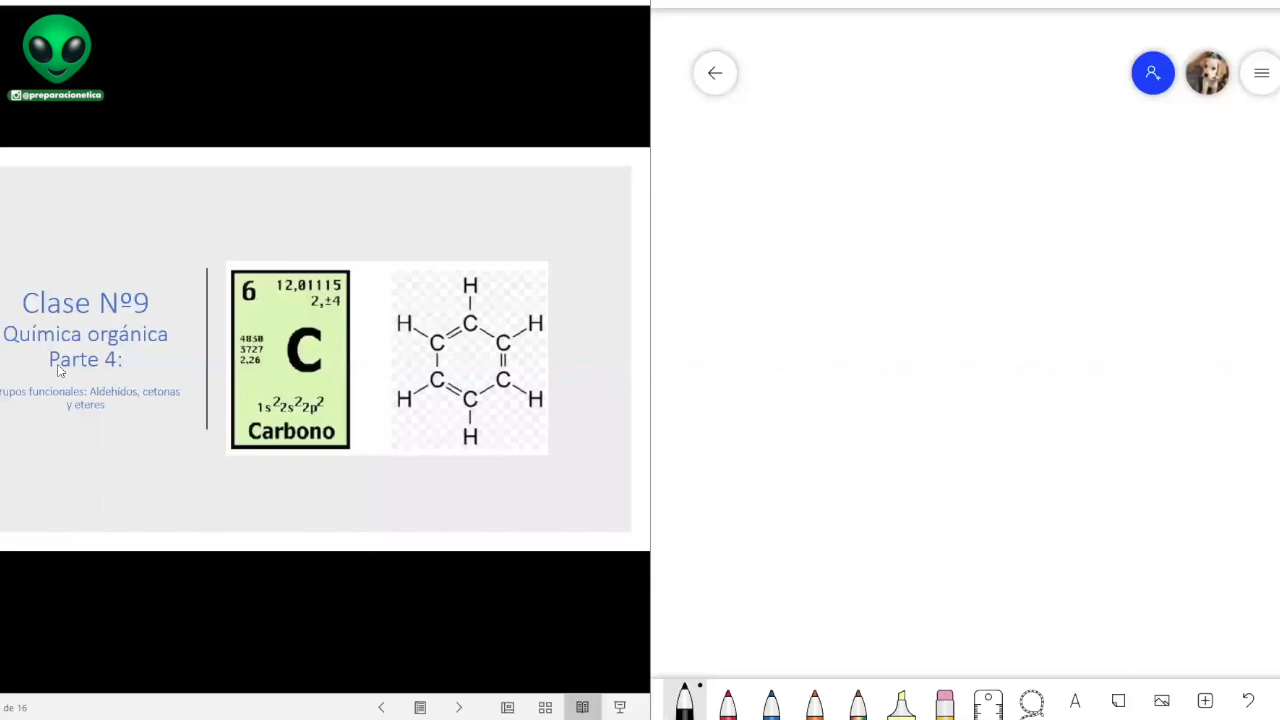 @preparacionetica
Clase Nº9
Química orgánica
Parte 4:
rupos funcionales: Aldehidos, cetonas
y eteres
6
12,01115
2,±4
4830
3727
2,26
C
1s²2s²2p²
Carbono
H
H C H
C C
C C
H C H
H
de 16
A